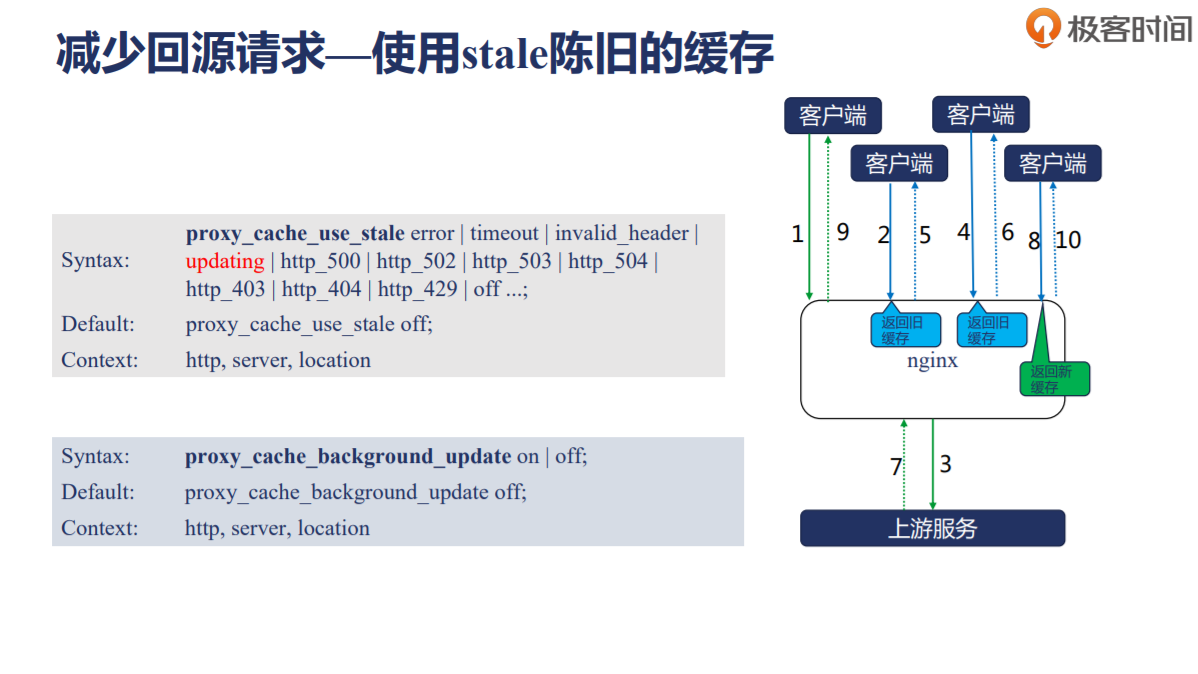 减少回源请求—使用stale陈旧的缓存
极客时间
Syntax:
proxy_cache_use_stale error | timeout | invalid_header |
updating | http_500 | http_502 | http_503 | http_504 |
http_403 | http_404 | http_429 | off ...;
Default: proxy_cache_use_stale off;
Context: http, server, location
Syntax: proxy_cache_background_update on | off;
Default: proxy_cache_background_update off;
Context: http, server, location
客户端 客户端
客户端 客户端
1 9 2 5 4 6 8 10
返回旧 返回旧
缓存 缓存
nginx
返回新
缓存
7 3
上游服务